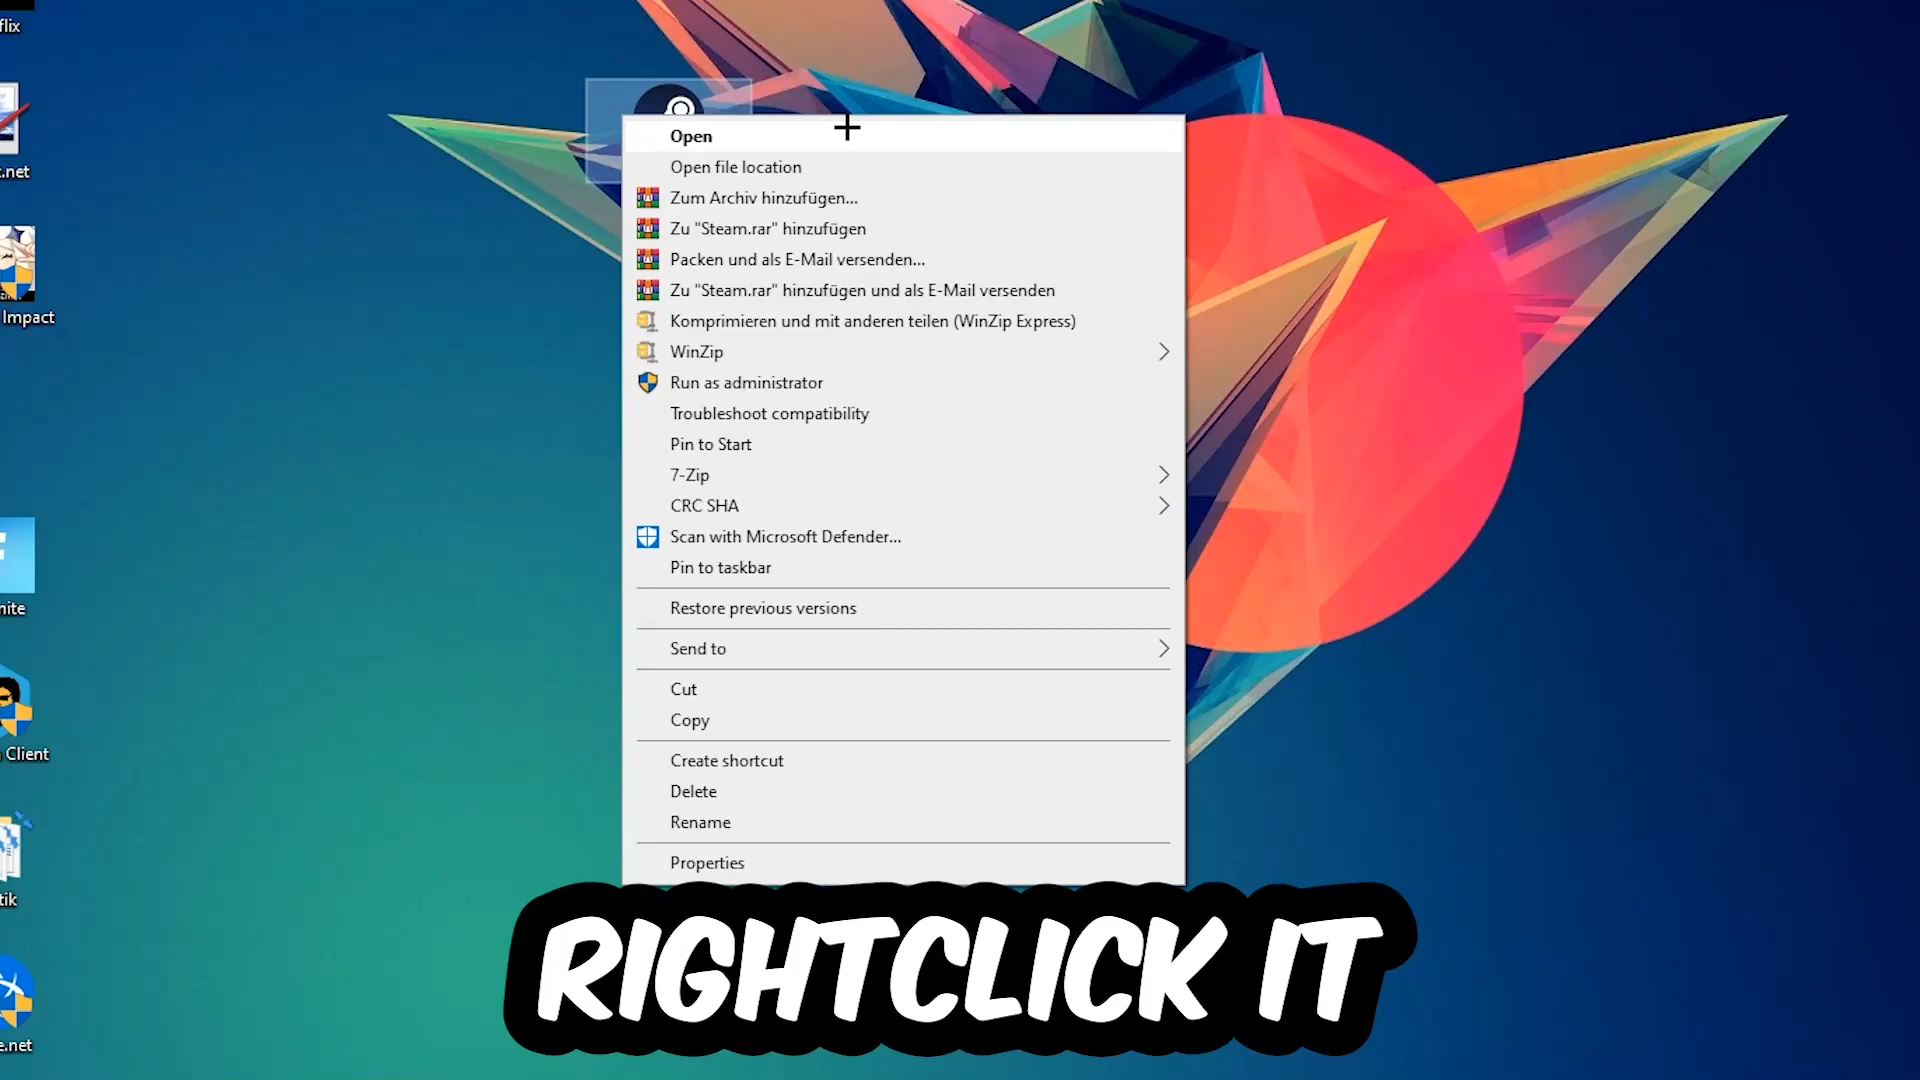 flix
.net
Impact
nite
Client
tik
e.net
Open
Open file location
Zum Archiv hinzufügen...
Zu "Steam.rar" hinzufügen
Packen und als E-Mail versenden...
Zu "Steam.rar" hinzufügen und als E-Mail versenden
Komprimieren und mit anderen teilen (WinZip Express)
WinZip
Run as administrator
Troubleshoot compatibility
Pin to Start
7-Zip
CRC SHA
Scan with Microsoft Defender...
Pin to taskbar
Restore previous versions
Send to
Cut
Copy
Create shortcut
Delete
Rename
Properties
RIGHTCLICK IT